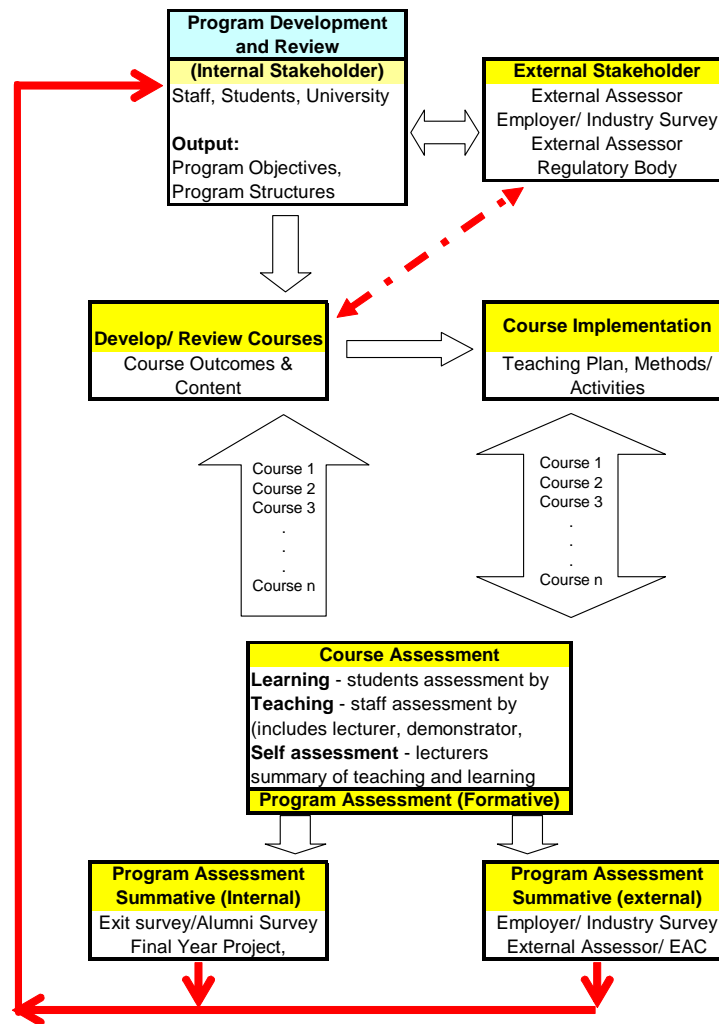 Program Development
and Review
(Internal Stakeholder)
Staff, Students, University
Output:
Program Objectives,
Program Structures
External Stakeholder
External Assessor
Employer/ Industry Survey
External Assessor
Regulatory Body
Develop/ Review Courses
Course Outcomes &
Content
Course Implementation
Teaching Plan, Methods/
Activities
Course 1
Course 2
Course 3
.
.
.
Course n
Course 1
Course 2
Course 3
.
.
.
Course n
Course Assessment
Learning - students assessment by
Teaching - staff assessment by
(includes lecturer, demonstrator,
Self assessment - lecturers
summary of teaching and learning
Program Assessment (Formative)
Program Assessment
Summative (Internal)
Exit survey/Alumni Survey
Final Year Project,
Program Assessment
Summative (external)
Employer/ Industry Survey
External Assessor/ EAC